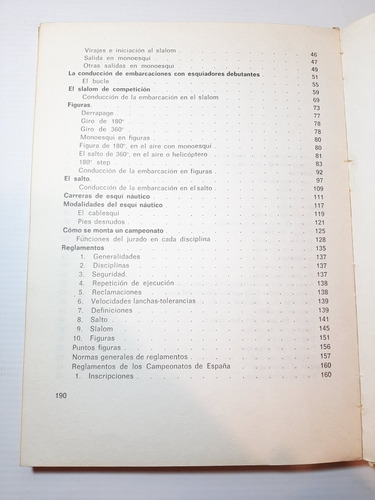 Virajes e iniciación al slalom . 46
Salida en monoesquí 47
Otras salidas en monoesquí 49
La conducción de embarcaciones con esquiadores debutantes 51
El bucle 55
El slalom de competición 59
Conducción de la embarcación en el slalom 69
Figuras 73
Derrapage 77
Giro de 180° 78
Giro de 360° 78
Monoesquí en figuras 80
Figura de 180°, en el aire con monoesquí 80
El salto de 360°, en el aire o helicóptero 81
180° step 83
Conducción de la embarcación en figuras 92
El salto 97
Conducción de la embarcación en el salto 109
Carreras de esquí náutico 111
Modalidades del esquí náutico 117
El cablesquí 119
Pies desnudos 121
Cómo se monta un campeonato 125
Funciones del jurado en cada disciplina 128
Reglamentos 135
1. Generalidades 137
2. Disciplinas 137
3. Seguridad 137
4. Repetición de ejecución 138
5. Reclamaciones 138
6. Velocidades lanchas-tolerancias 139
7. Definiciones 139
8. Salto 141
9. Slalom 145
10. Figuras 151
Puntos figuras 156
Normas generales de reglamentos 157
Reglamentos de los Campeonatos de España 160
1. Inscripciones 160
190